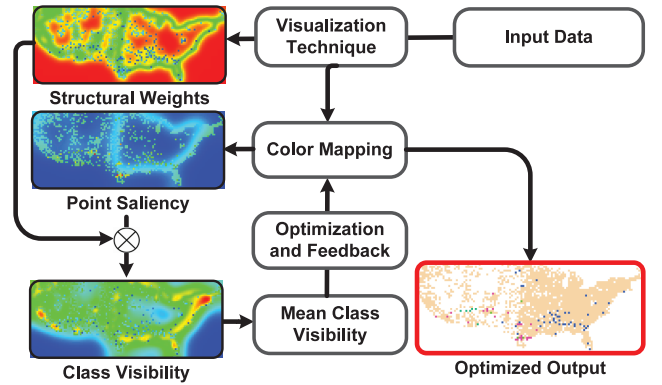 Visualization
Technique
Input Data
Structural Weights
Color Mapping
Point Saliency
Optimization
and Feedback
Mean Class
Visibility
Class Visibility
Optimized Output